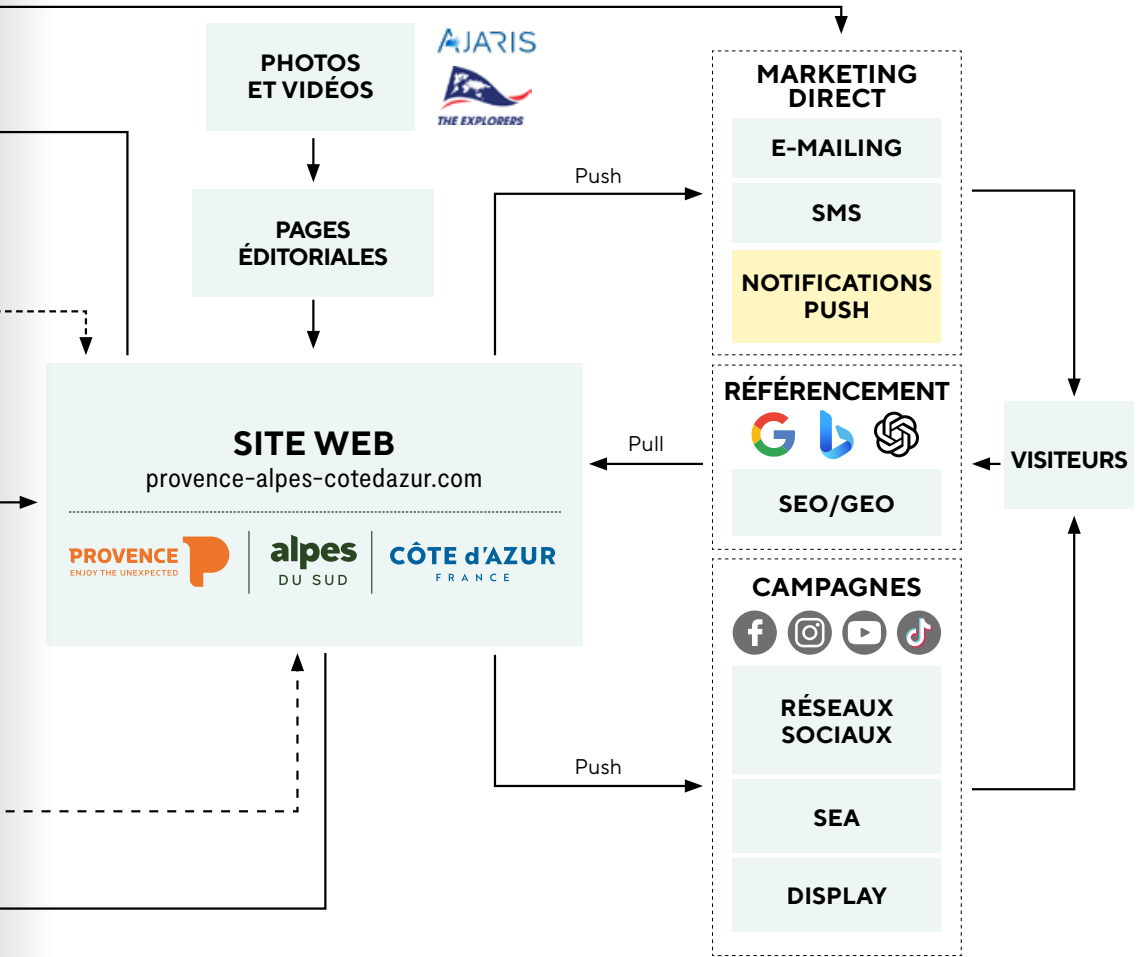 PHOTOS
ET VIDÉOS
AJARIS
THE EXPLORERS
PAGES
ÉDITORIALES
SITE WEB
provence-alpes-cotedazur.com
PROVENCE
ENJOY THE UNEXPECTED
alpes
DU SUD
CÔTE d'AZUR
FRANCE
Push
Pull
Push
MARKETING
DIRECT
E-MAILING
SMS
NOTIFICATIONS
PUSH
RÉFÉRENCEMENT
SEO/GEO
CAMPAGNES
RÉSEAUX
SOCIAUX
SEA
DISPLAY
VISITEURS